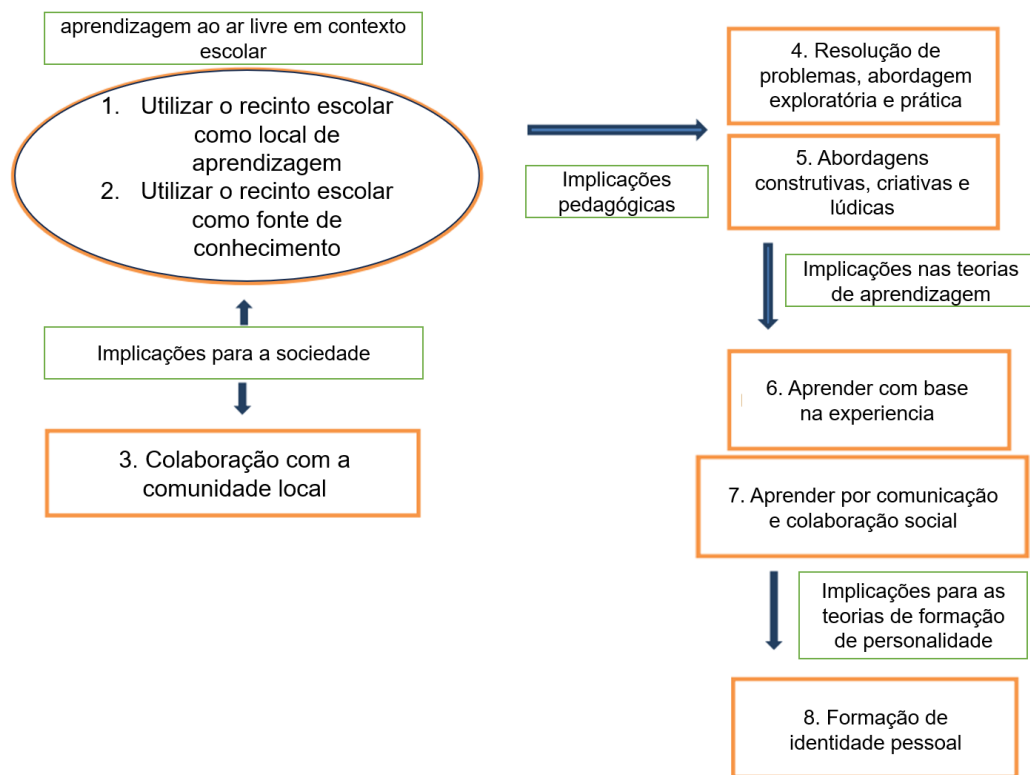 aprendizagem ao ar livre em contexto
escolar
1. Utilizar o recinto escolar
como local de
aprendizagem
2. Utilizar o recinto escolar
como fonte de
conhecimento
Implicações para a sociedade
3. Colaboração com a
comunidade local
Implicações
pedagógicas
4. Resolução de
problemas, abordagem
exploratória e prática
5. Abordagens
construtivas, criativas e
lúdicas
Implicações nas teorias
de aprendizagem
6. Aprender com base
na experiencia
7. Aprender por comunicação
e colaboração social
Implicações para as
teorias de formação
de personalidade
8. Formação de
identidade pessoal